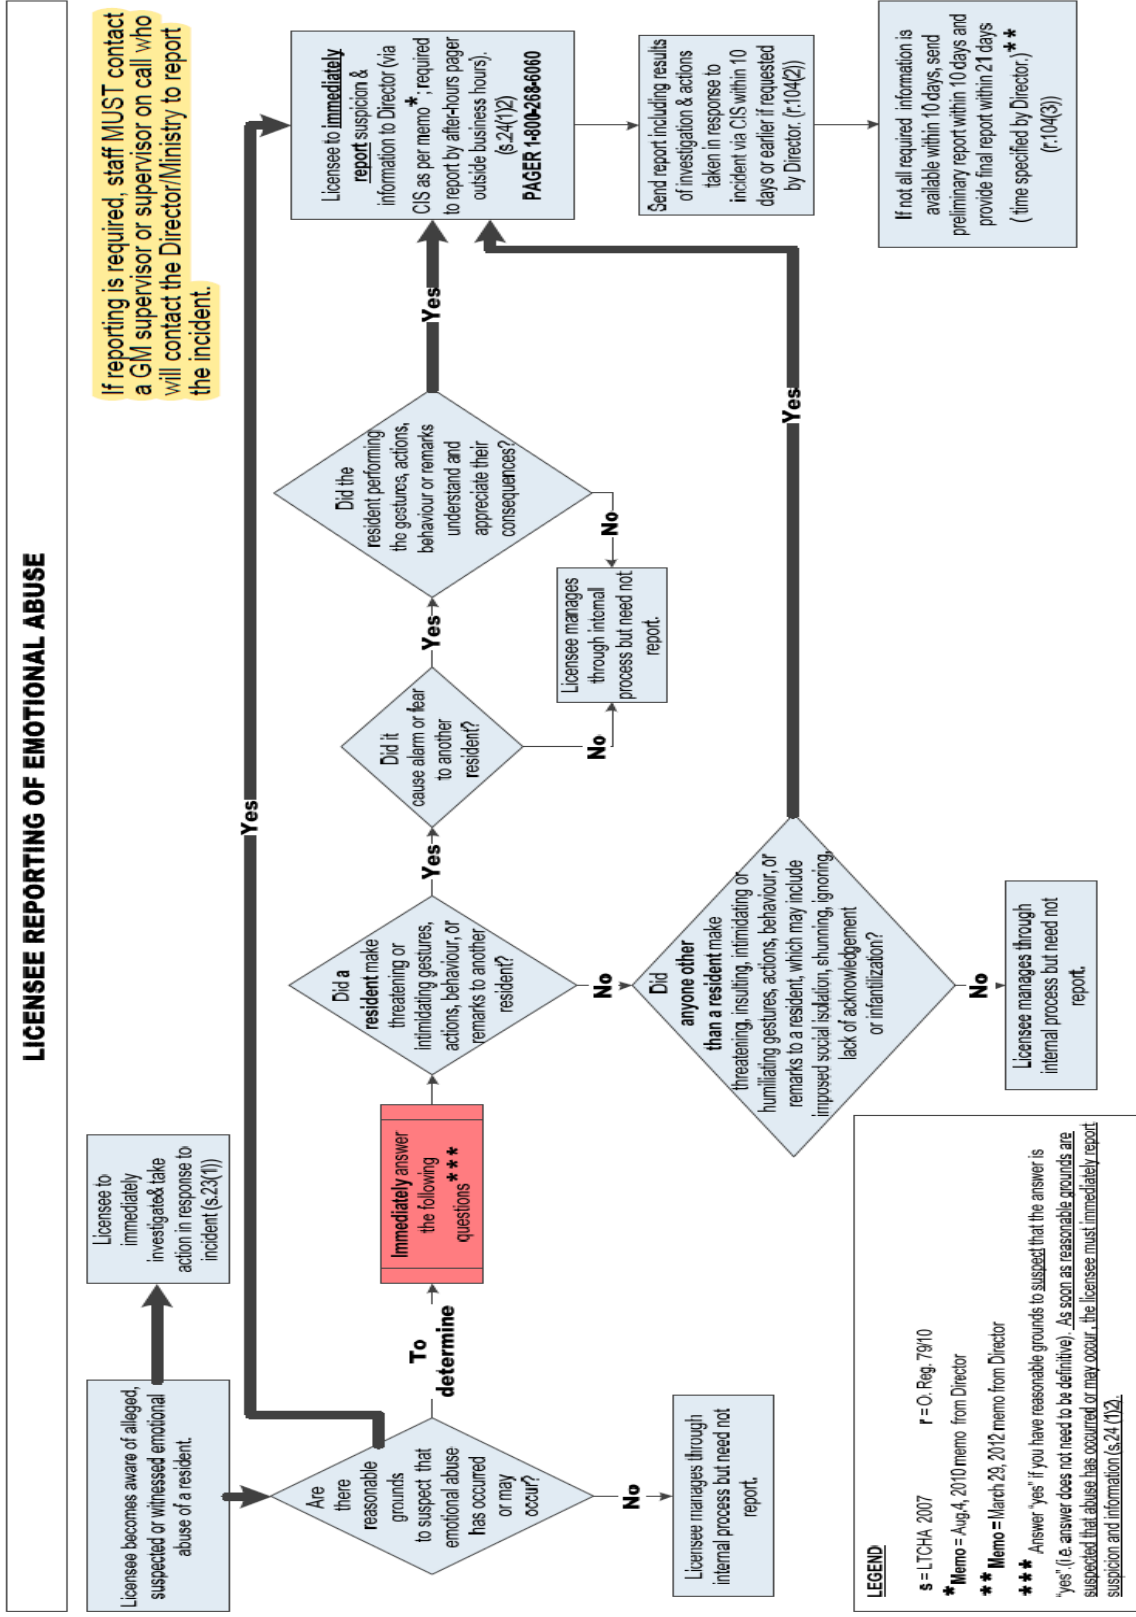 LICENSEE REPORTING OF EMOTIONAL ABUSE
If reporting is required, staff MUST contact
a GM supervisor or supervisor on call who
will contact the Director/Ministry to report
the incident.
Licensee becomes aware of alleged,
suspected or witnessed emotional
abuse of a resident.
Licensee to
immediately
investigate& take
action in response to
incident (s.23(1))
Are
there
reasonable
grounds
to suspect that
emotional abuse
has occurred
or may
occur?
Yes
No
Licensee manages through
internal process but need not
report.
To
determine
Immediately answer
the following
questions ***
Did a
resident make
threatening or
intimidating gestures,
actions, behaviour, or
remarks to another
resident?
Yes
No
Did it
cause alarm or fear
to another
resident?
Yes
No
Did the
resident performing
the gestures, actions,
behaviour or remarks
understand and
appreciate their
consequences?
Yes
No
Licensee manages
through internal
process but need not
report.
Did
anyone other
than a resident make
threatening, insulting, intimidating or
humiliating gestures, actions, behaviour, or
remarks to a resident, which may include
imposed social isolation, shunning, ignoring,
lack of acknowledgement
or infantilization?
Yes
No
Licensee manages through
internal process but need not
report.
Licensee to immediately
report suspicion &
information to Director (via
CIS as per memo*; required
to report by after-hours pager
outside business hours).
(s.24(1)2)
PAGER 1-800-268-6060
Send report including results
of investigation & actions
taken in response to
incident via CIS within 10
days or earlier if requested
by Director. (r.104(2))
If not all required information is
available within 10 days, send
preliminary report within 10 days and
provide final report within 21 days
( time specified by Director.)**
(r.104(3))
LEGEND
s = LTCHA 2007 r = O. Reg. 79/10
*Memo = Aug.4, 2010 memo from Director
**Memo = March 29, 2012 memo from Director
*** Answer "yes" if you have reasonable grounds to suspect that the answer is
"yes".(i.e. answer does not need to be definitive). As soon as reasonable grounds are
suspected that abuse has occurred or may occur, the licensee must immediately report
suspicion and information (s.24 (1)2).